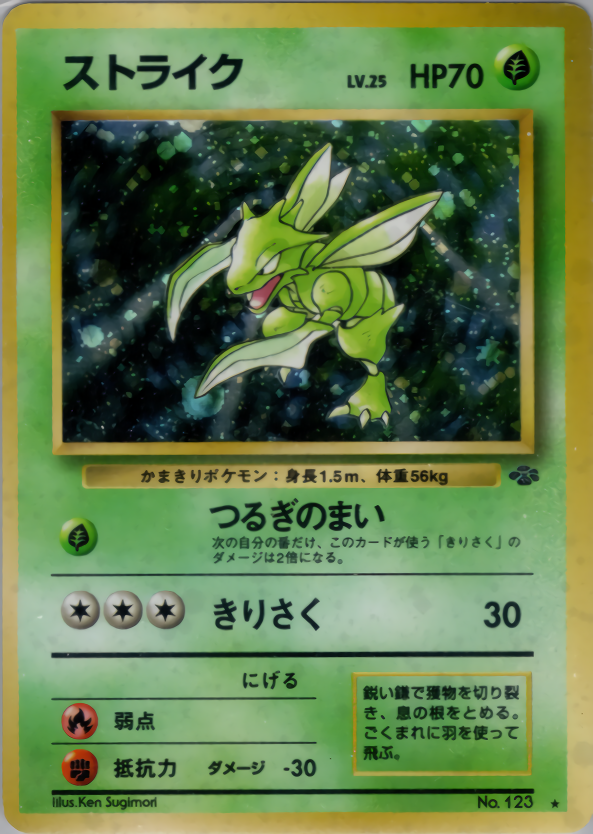 ストライク LV.25 HP70
かまきりポケモン：身長1.5m、体重56kg
つるぎのまい
次の自分の番だけ、このカードが使う「きりさく」の
ダメージは2倍になる。
きりさく 30
にげる
弱点
抵抗力 ダメージ -30
鋭い鎌で獲物を切り裂
き、息の根をとめる。
ごくまれに羽を使って
飛ぶ。
Illus.Ken Sugimori
No. 123 ★